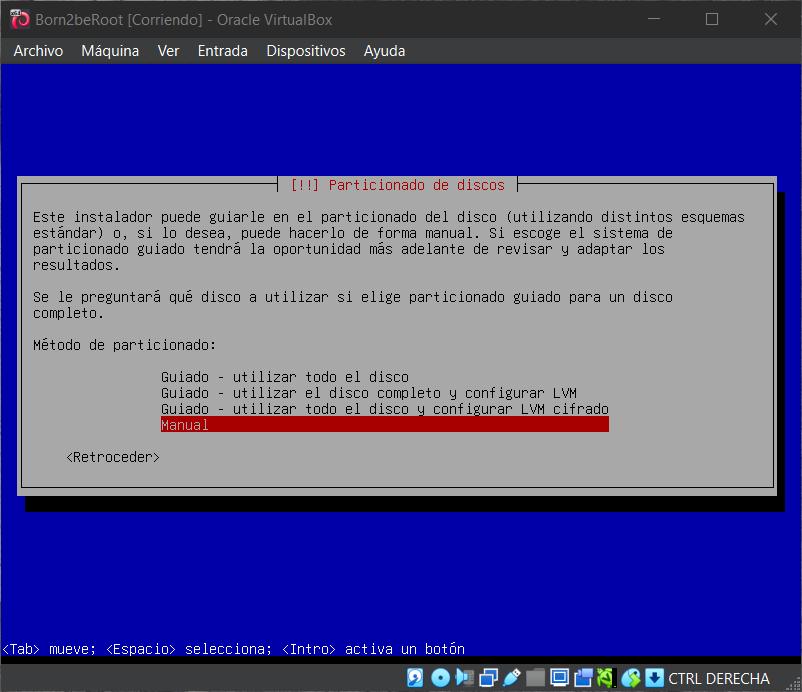 Born2beRoot [Corriendo] - Oracle VirtualBox
Archivo Máquina Ver Entrada Dispositivos Ayuda
[!!] Particionado de discos
Este instalador puede guiarle en el particionado del disco (utilizando distintos esquemas
estándar) o, si lo desea, puede hacerlo de forma manual. Si escoge el sistema de
particionado guiado tendrá la oportunidad más adelante de revisar y adaptar los
resultados.
Se le preguntará qué disco a utilizar si elige particionado guiado para un disco
completo.
Método de particionado:
Guiado - utilizar todo el disco
Guiado - utilizar el disco completo y configurar LVM
Guiado - utilizar todo el disco y configurar LVM cifrado
Manual
<Retroceder>
<Tab> mueve; <Espacio> selecciona; <Intro> activa un botón
CTRL DERECHA